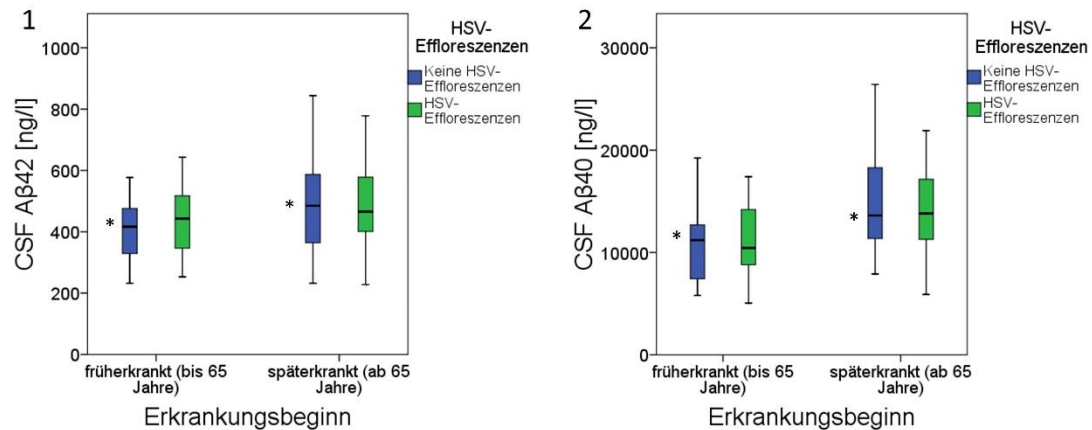 1
HSV-
Effloreszenzen
Keine HSV-
Effloreszenzen
HSV-
Effloreszenzen
CSF Aβ42 [ng/l]
1000
800
600
400
200
0
*
*
früherkrankt (bis 65
Jahre)
späterkrankt (ab 65
Jahre)
Erkrankungsbeginn
2
HSV-
Effloreszenzen
Keine HSV-
Effloreszenzen
HSV-
Effloreszenzen
CSF Aβ40 [ng/l]
30000
20000
10000
0
*
*
früherkrankt (bis 65
Jahre)
späterkrankt (ab 65
Jahre)
Erkrankungsbeginn